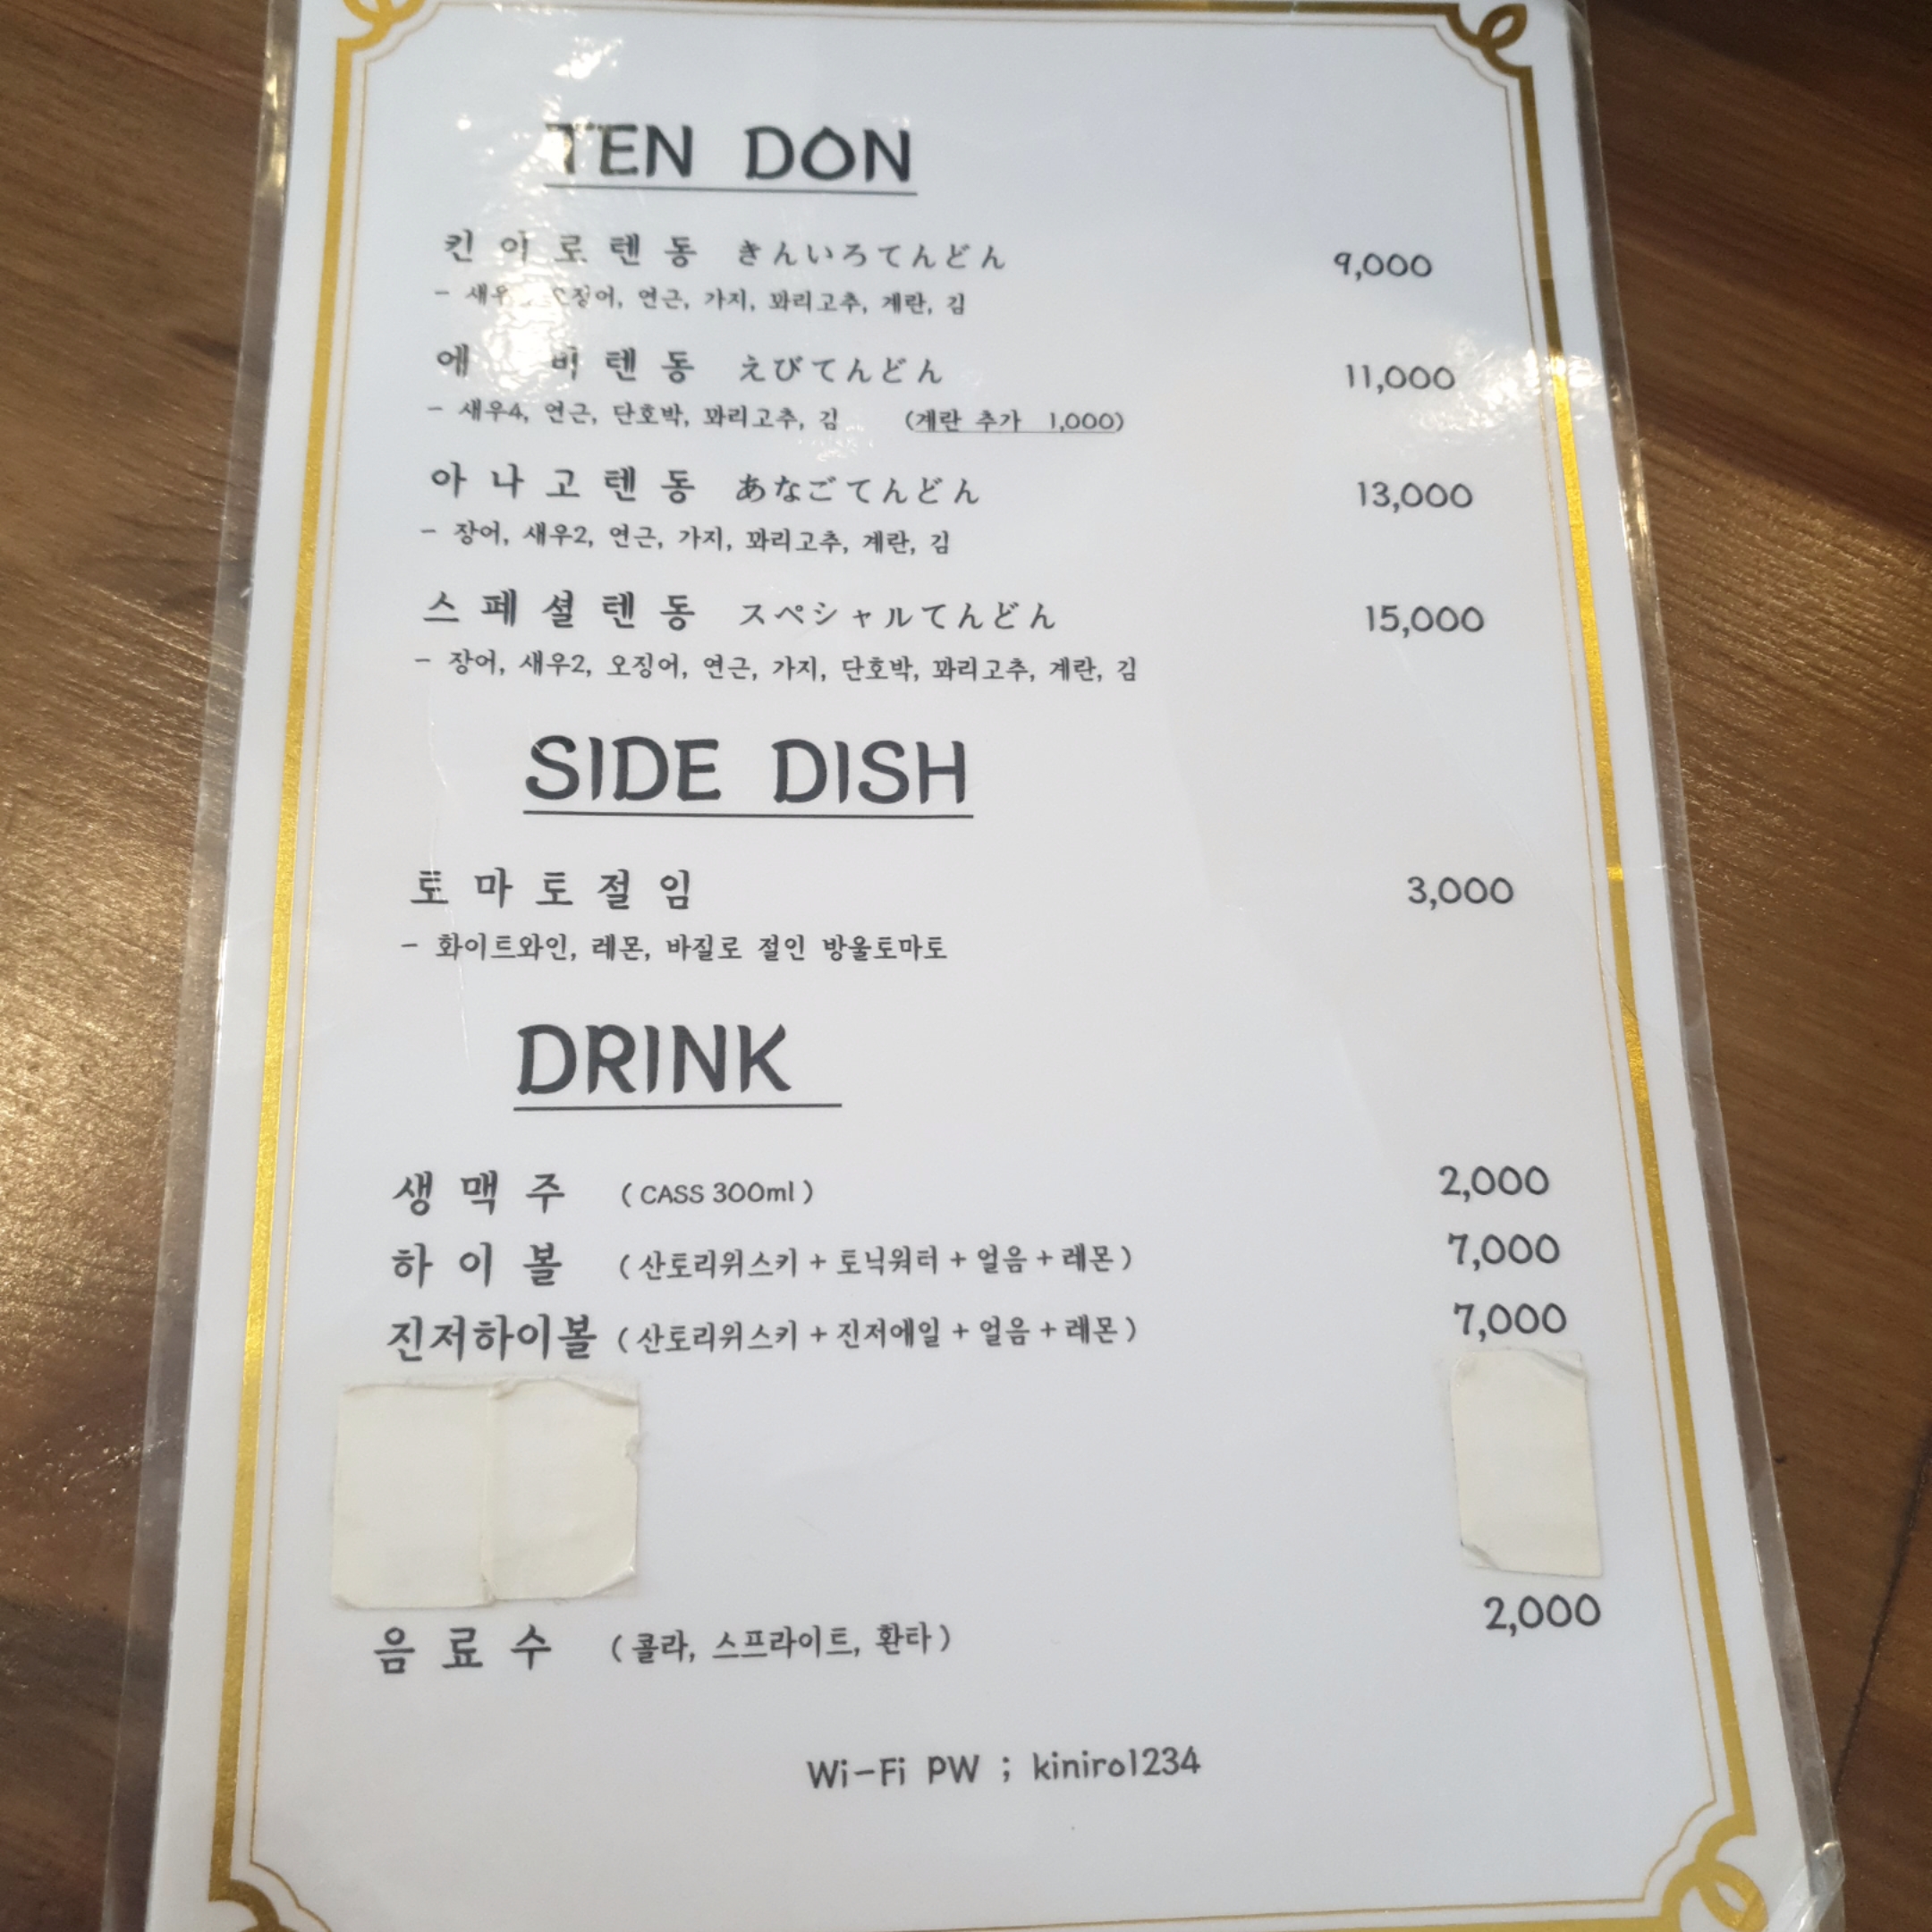 TEN DON
킨이로텐동 きんいろてんどん 9,000
- 연근, 가지, 꽈리고추, 계란, 김
에비텐동 えびてんどん 11,000
- 새우4, 연근, 단호박, 꽈리고추, 김 (계란 추가 1,000)
아나고텐동 あなごてんどん 13,000
- 장어, 새우2, 연근, 가지, 꽈리고추, 계란, 김
스페셜텐동 スペシャルてんどん 15,000
- 장어, 새우2, 오징어, 연근, 가지, 단호박, 꽈리고추, 계란, 김
SIDE DISH
토마토절임 3,000
- 화이트와인, 레몬, 바질로 절인 방울토마토
DRINK
생맥주 (CASS 300ml) 2,000
하이볼 (산토리위스키+토닉워터+얼음+레몬) 7,000
진저하이볼 (산토리위스키+진저에일+얼음+레몬) 7,000
음료수 (콜라, 스프라이트, 환타) 2,000
Wi-Fi PW ; kiniro1234